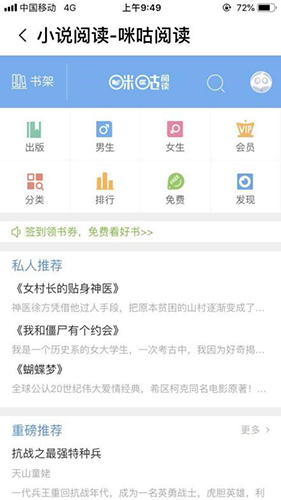 中国移动 4G 上午9:49 72%
小说阅读-咪咕阅读
书架 咪咕阅读
出版 男生 女生 VIP 会员
分类 排行 免费 发现
签到领书券，免费看好书>>
私人推荐
《女村长的贴身神医》
神医徐方凭借他过人手段，把原本贫困的山村逐渐变成了...
《我和僵尸有个约会》
我是一个历史系的女大学生，一次考古中，我因为好奇揭...
《蝴蝶梦》
全球公认20世纪伟大爱情经典，希区柯克同名电影原著！...
重磅推荐 更多 >
抗战之最强特种兵
天山童姥
一代兵王重回抗战年代，成为一名英勇战士，虎胆英雄，利